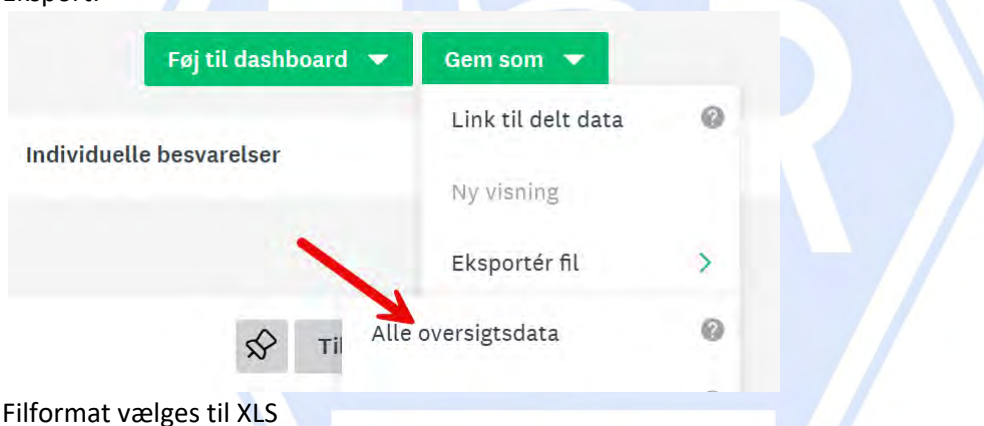 Føj til dashboard
Gem som
Link til delt data
Individuelle besvarelser
Ny visning
Eksportér fil
Alle oversigtsdata
Filformat vælges til XLS